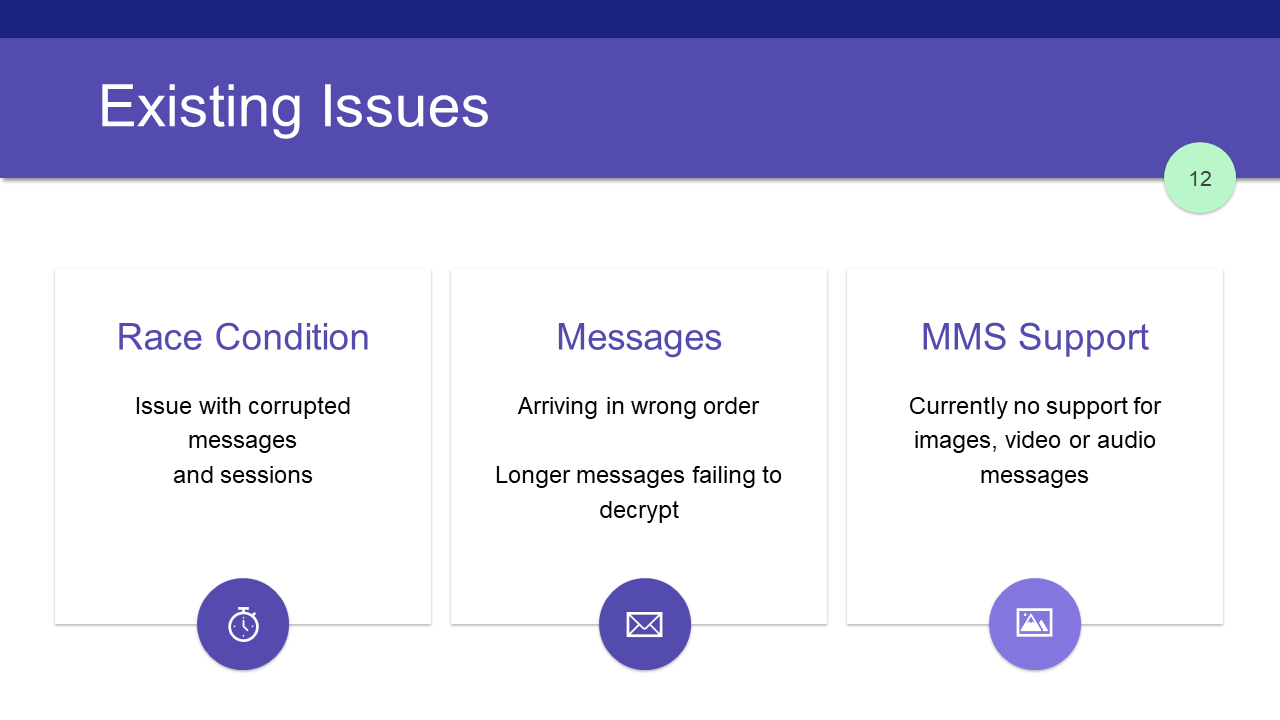 Existing Issues
12
Race Condition
Issue with corrupted
messages
and sessions
Messages
Arriving in wrong order
Longer messages failing to
decrypt
MMS Support
Currently no support for
images, video or audio
messages